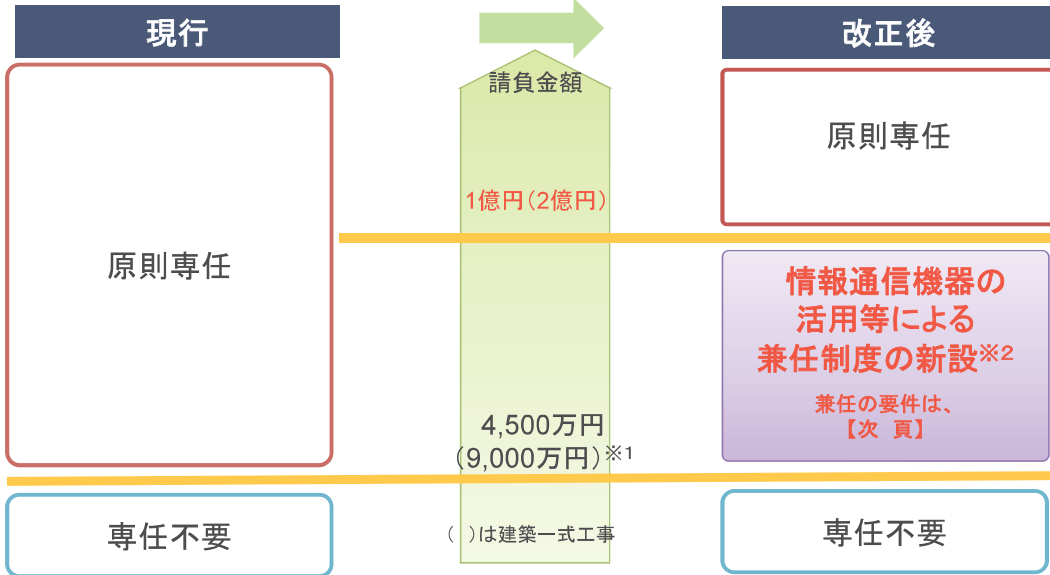 現行
原則専任
専任不要
請負金額
1億円(2億円)
4,500万円
(9,000万円)※1
( )は建築一式工事
改正後
原則専任
情報通信機器の
活用等による
兼任制度の新設※2
兼任の要件は、
【次 頁】
専任不要